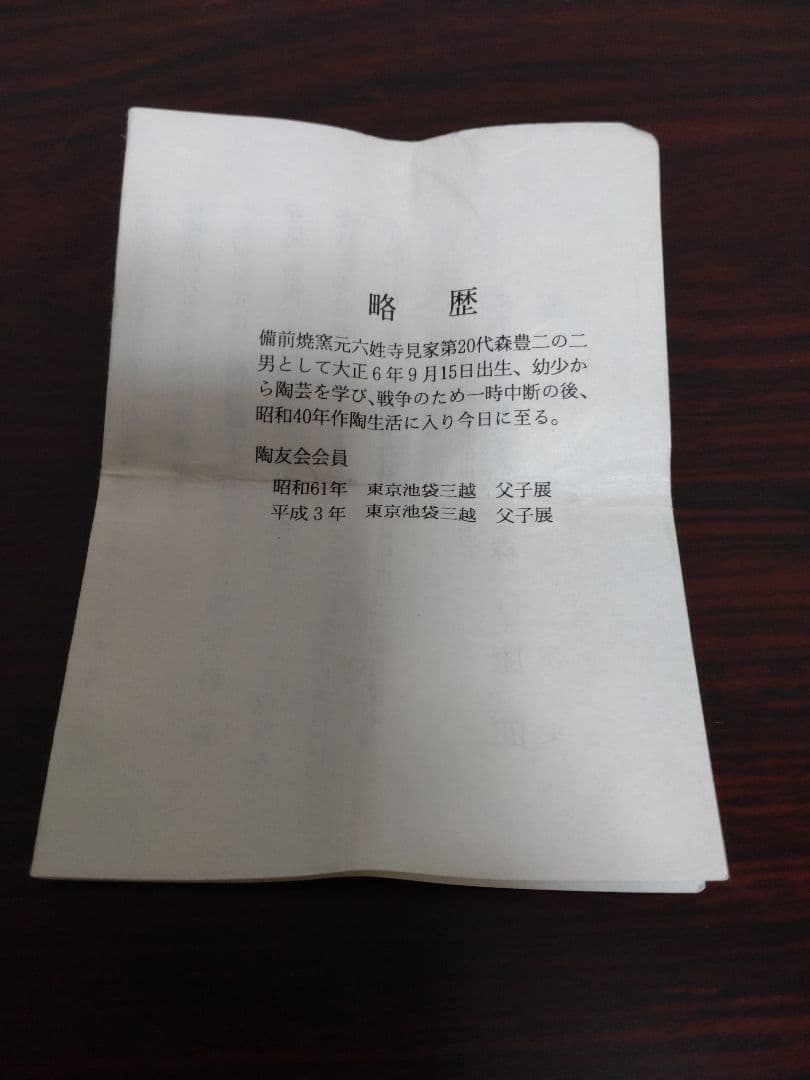 略 歴
備前焼窯元六姓寺見家第20代森豊二の二
男として大正6年9月15日出生、幼少か
ら陶芸を学び、戦争のため一時中断の後、
昭和40年作陶生活に入り今日に至る。
陶友会会員
昭和61年 東京池袋三越 父子展
平成3年 東京池袋三越 父子展